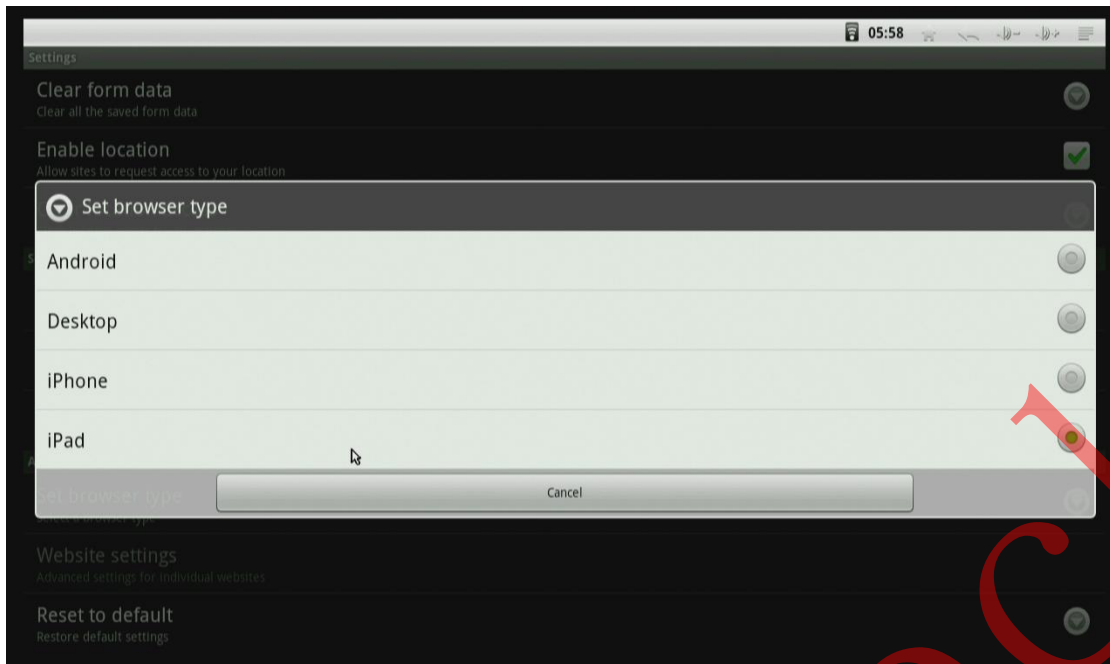 05:58
Settings
Clear form data
Clear all the saved form data
Enable location
Allow sites to request access to your location
Set browser type
Android
Desktop
iPhone
iPad
Cancel
Set browser type
Select a browser type
Website settings
Advanced settings for individual websites
Reset to default
Restore default settings